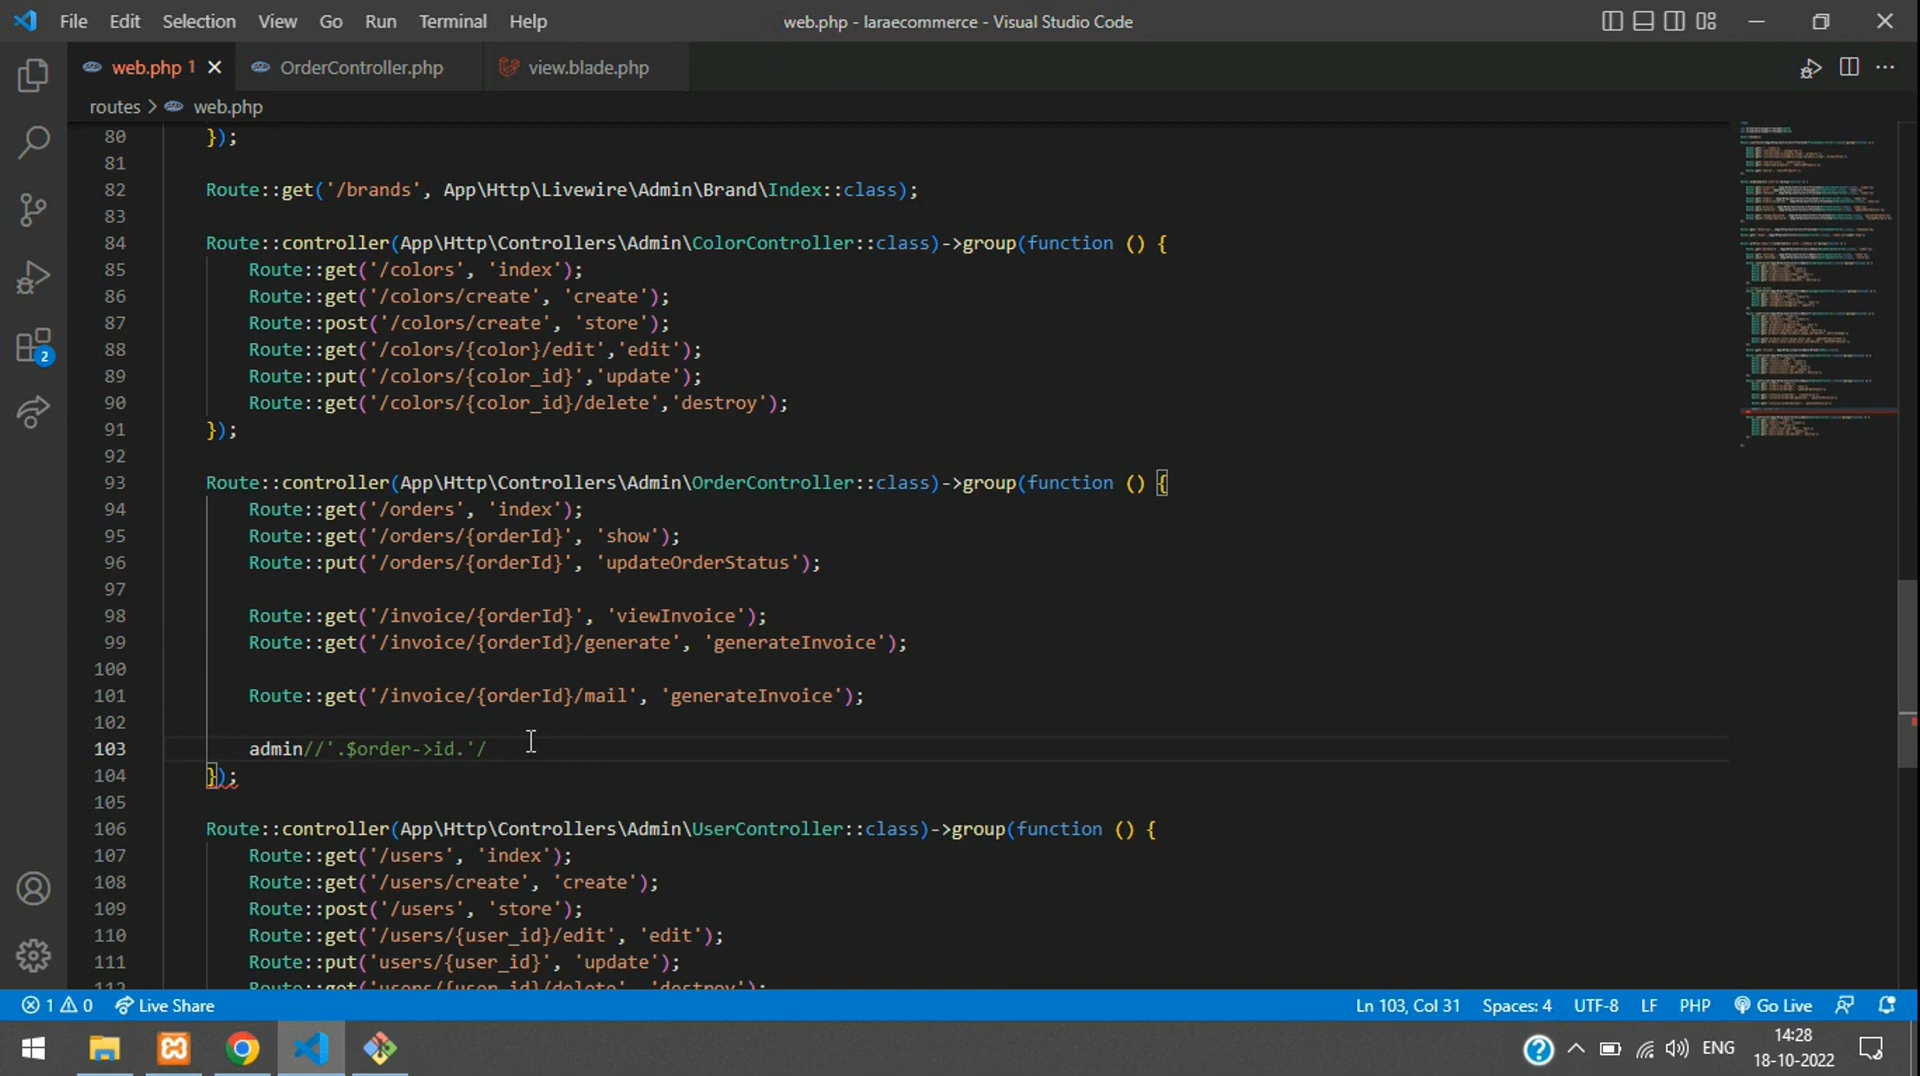 File Edit Selection View Go Run Terminal Help
web.php - laraecommerce - Visual Studio Code
web.php 1
OrderController.php
view.blade.php
routes > web.php
80 });
81
82 Route::get('/brands', App\Http\Livewire\Admin\Brand\Index::class);
83
84 Route::controller(App\Http\Controllers\Admin\ColorController::class)->group(function () {
85 Route::get('/colors', 'index');
86 Route::get('/colors/create', 'create');
87 Route::post('/colors/create', 'store');
88 Route::get('/colors/{color}/edit','edit');
89 Route::put('/colors/{color_id}','update');
90 Route::get('/colors/{color_id}/delete','destroy');
91 });
92
93 Route::controller(App\Http\Controllers\Admin\OrderController::class)->group(function () {
94 Route::get('/orders', 'index');
95 Route::get('/orders/{orderId}', 'show');
96 Route::put('/orders/{orderId}', 'updateOrderStatus');
97
98 Route::get('/invoice/{orderId}', 'viewInvoice');
99 Route::get('/invoice/{orderId}/generate', 'generateInvoice');
100
101 Route::get('/invoice/{orderId}/mail', 'generateInvoice');
102
103 admin//'.$order->id.'/
104 });
105
106 Route::controller(App\Http\Controllers\Admin\UserController::class)->group(function () {
107 Route::get('/users', 'index');
108 Route::get('/users/create', 'create');
109 Route::post('/users', 'store');
110 Route::get('/users/{user_id}/edit', 'edit');
111 Route::put('users/{user_id}', 'update');
112 Route::get('users/{user_id}/delete', 'destroy');
2
1 0 Live Share
Ln 103, Col 31 Spaces: 4 UTF-8 LF PHP Go Live
ENG
14:28
18-10-2022